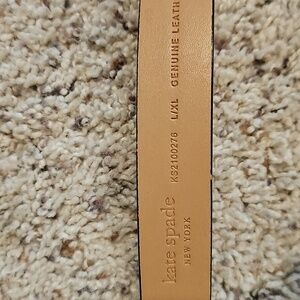 kate spade
NEW YORK
KS2100276 L/XL GENUINE LEATH